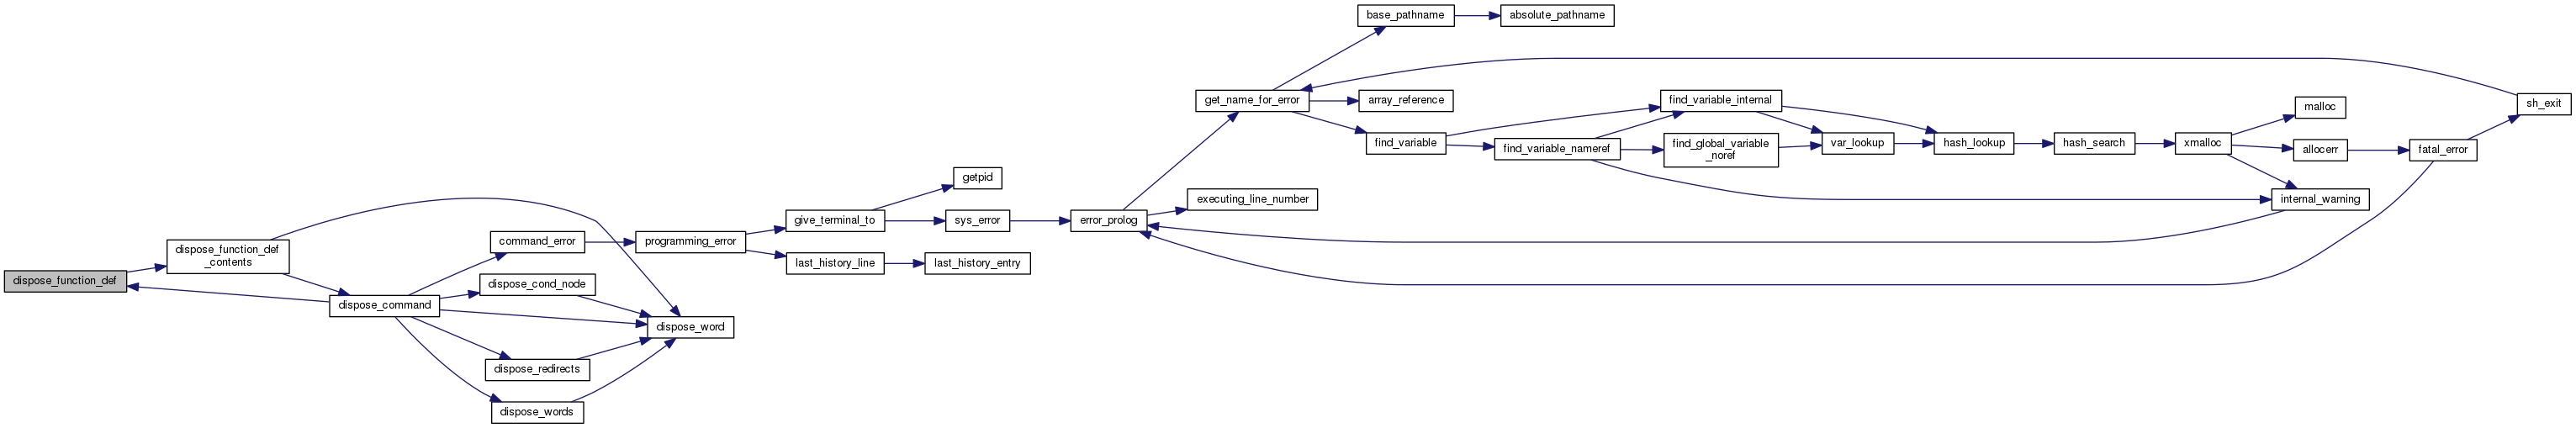 base_pathname
absolute_pathname
get_name_for_error
array_reference
find_variable_internal
malloc
sh_exit
find_variable
find_variable_nameref
find_global_variable
_noref
var_lookup
hash_lookup
hash_search
xmalloc
allocerr
fatal_error
getpid
executing_line_number
internal_warning
give_terminal_to
sys_error
error_prolog
dispose_function_def
_contents
command_error
programming_error
last_history_line
last_history_entry
dispose_function_def
dispose_cond_node
dispose_command
dispose_word
dispose_redirects
dispose_words